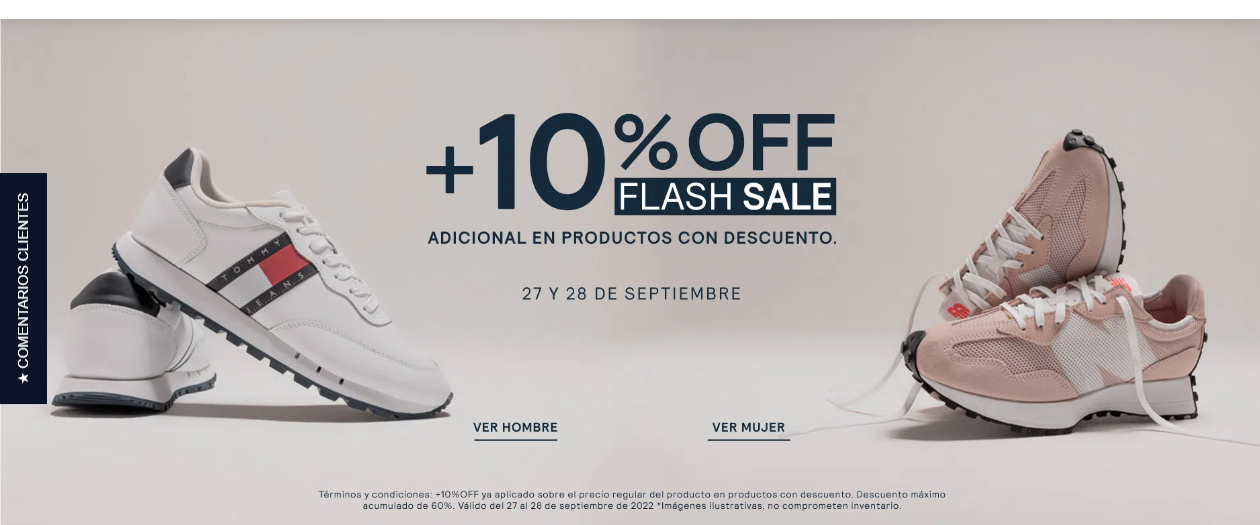 +10%OFF
FLASH SALE
ADICIONAL EN PRODUCTOS CON DESCUENTO.
27 Y 28 DE SEPTIEMBRE
★ COMENTARIOS CLIENTES
TOMMY
JEANS
VER HOMBRE
VER MUJER
Términos y condiciones: +10%OFF ya aplicado sobre el precio regular del producto en productos con descuento. Descuento máximo
acumulado de 60%. Válido del 27 al 28 de septiembre de 2022 *Imágenes ilustrativas, no comprometen inventario.